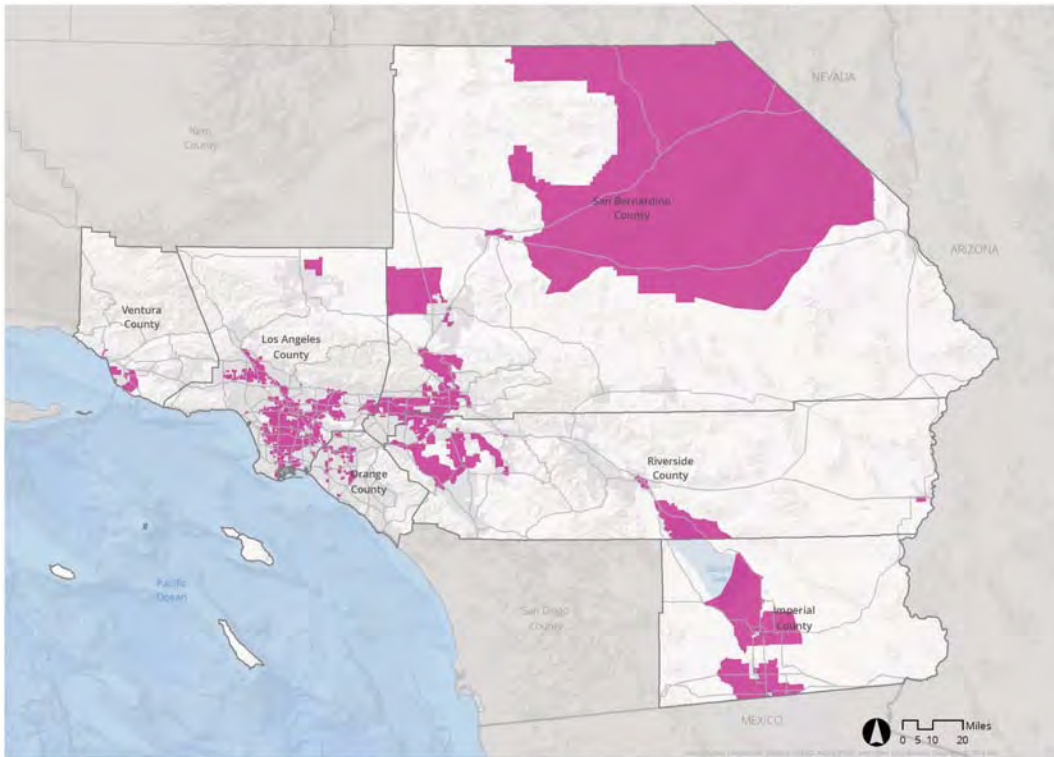 NEVADA
Kern
County
San Bernardino
County
ARIZONA
Ventura
County
Los Angeles
County
Riverside
County
Orange
County
Pacific
Ocean
San Diego
County
Imperial
County
MEXICO
Miles
0 5 10 20